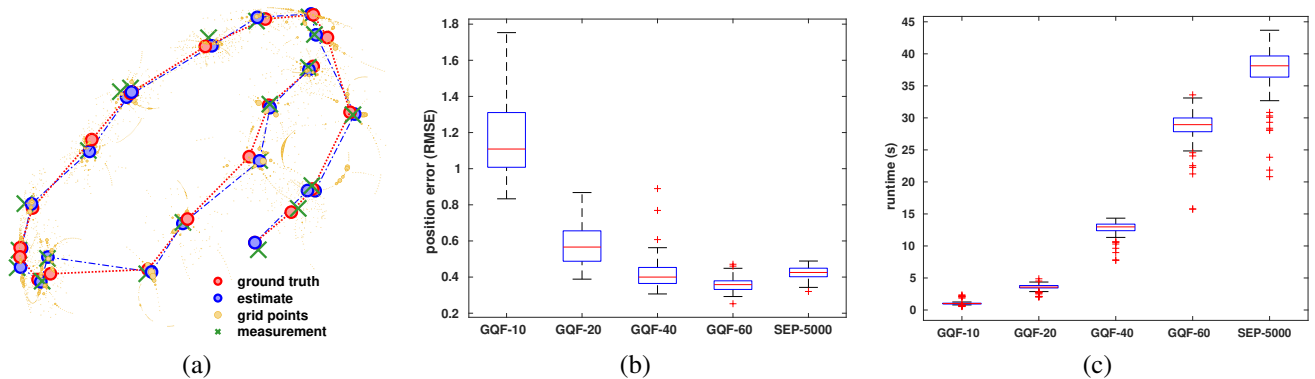 ground truth
estimate
grid points
measurement
(a)
position error (RMSE)
1.8
1.6
1.4
1.2
1
0.8
0.6
0.4
0.2
GQF-10 GQF-20 GQF-40 GQF-60 SEP-5000
(b)
runtime (s)
45
40
35
30
25
20
15
10
5
0
GQF-10 GQF-20 GQF-40 GQF-60 SEP-5000
(c)